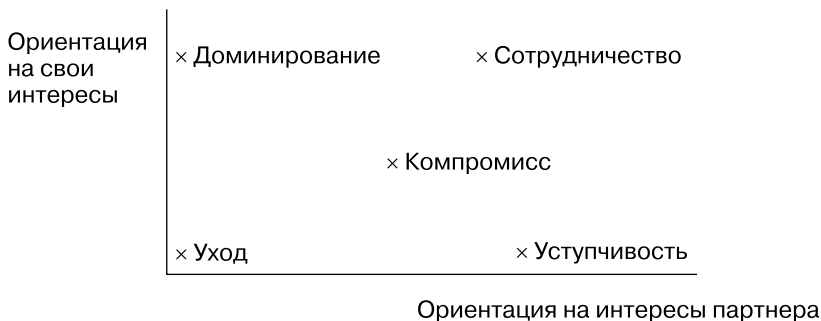 Ориентация
на свои
интересы
× Доминирование
× Сотрудничество
× Компромисс
× Уход
× Уступчивость
Ориентация на интересы партнера